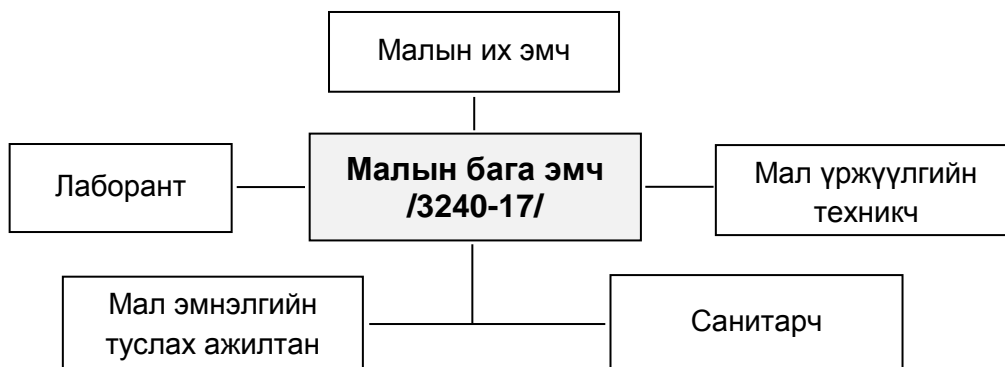 Малын их эмч
Лаборант
Малын бага эмч
/3240-17/
Мал үржүүлгийн
техникч
Мал эмнэлгийн
туслах ажилтан
Санитарч